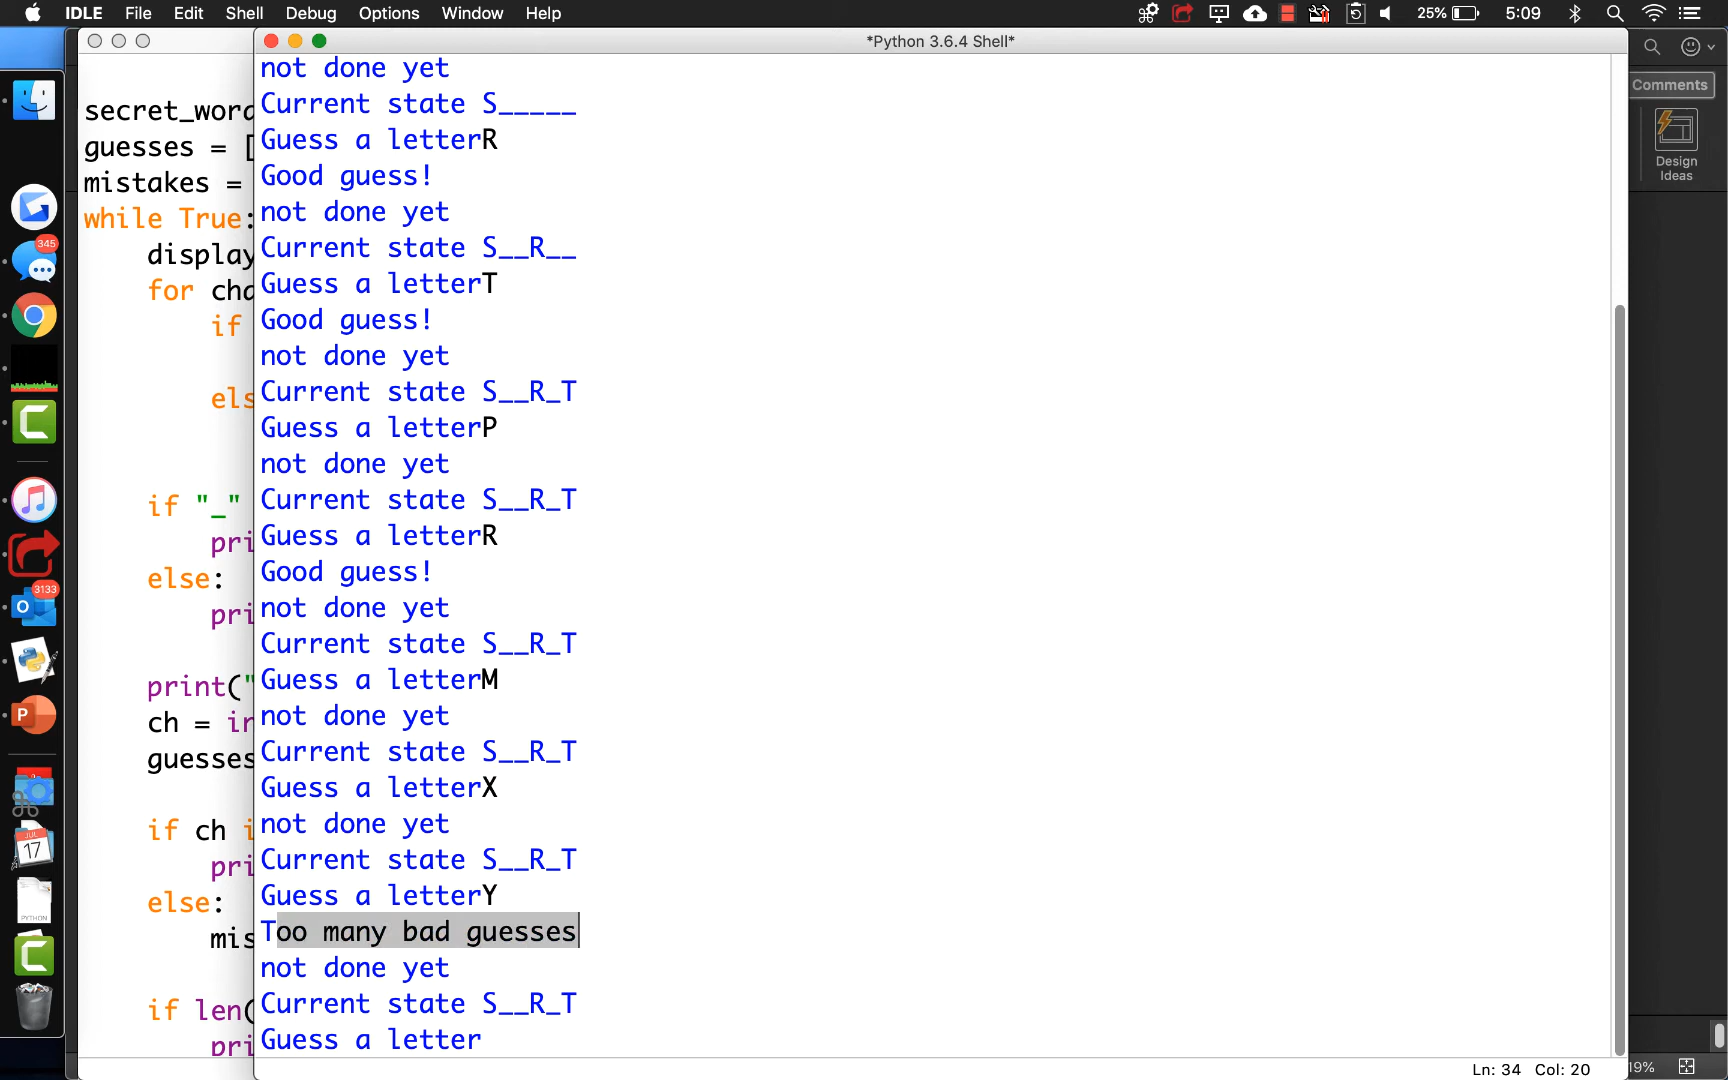 IDLE File Edit Shell Debug Options Window Help 25% 5:09
*Python 3.6.4 Shell*
secret_word
guesses = [
mistakes =
while True:
display
for cha
if
els
if "_"
pri
else:
pri
print("
ch = in
guesses
if ch i
pri
else:
mis
if len(
pri
not done yet
Current state S_____
Guess a letterR
Good guess!
not done yet
Current state S__R__
Guess a letterT
Good guess!
not done yet
Current state S__R_T
Guess a letterP
not done yet
Current state S__R_T
Guess a letterR
Good guess!
not done yet
Current state S__R_T
Guess a letterM
not done yet
Current state S__R_T
Guess a letterX
not done yet
Current state S__R_T
Guess a letterY
Too many bad guesses
not done yet
Current state S__R_T
Guess a letter
Ln: 34 Col: 20
Comments
Design
Ideas
19%
345
3133
JUL
17
PYTHON